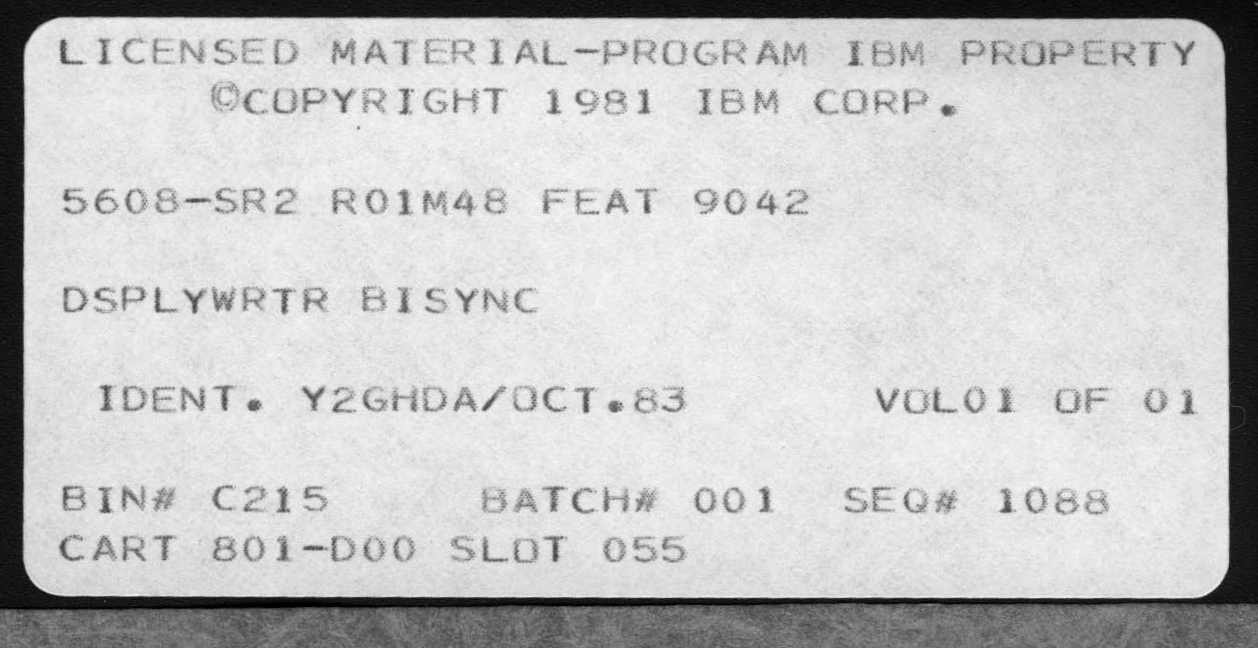 LICENSED MATERIAL-PROGRAM IBM PROPERTY
©COPYRIGHT 1981 IBM CORP.
5608-SR2 R01M48 FEAT 9042
DSPLYWRTR BISYNC
IDENT. Y2GHDA/OCT.83 VOL01 OF 01
BIN# C215 BATCH# 001 SEQ# 1088
CART 801-D00 SLOT 055